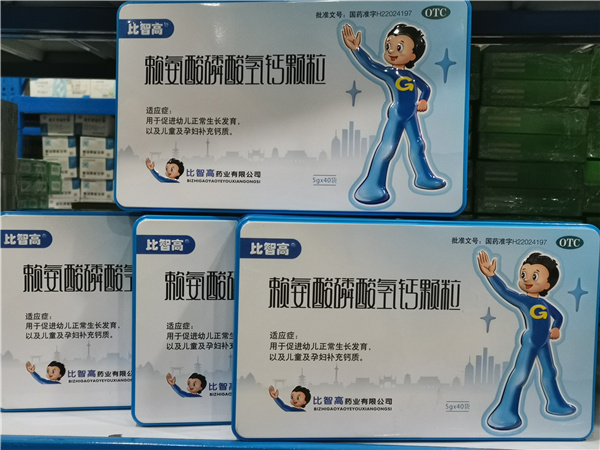 比智高®
批准文号：国药准字H22024197
OTC
赖氨酸磷酸氢钙颗粒
适应症：
用于促进幼儿正常生长发育，
以及儿童及孕妇补充钙质。
G
比智高药业有限公司
BIZHIGAOYAOYEYOUXIANGONGSI
5g×40袋
比智高®
赖氨酸磷酸氢
适应症：
用于促进幼儿正常生长发
以及儿童及孕妇补充
比智高
BIZHIGAOYAO
比智高®
赖氨酸磷酸
适应症：
用于促进幼儿正常生
以及儿童及孕妇补充
比智高药
BIZHIGAOYAOYE
比智高®
批准文号：国药准字H22024197
OTC
赖氨酸磷酸氢钙颗粒
适应症：
用于促进幼儿正常生长发育，
以及儿童及孕妇补充钙质。
G
比智高药业有限公司
BIZHIGAOYAOYEYOUXIANGONGSI
5g×40袋